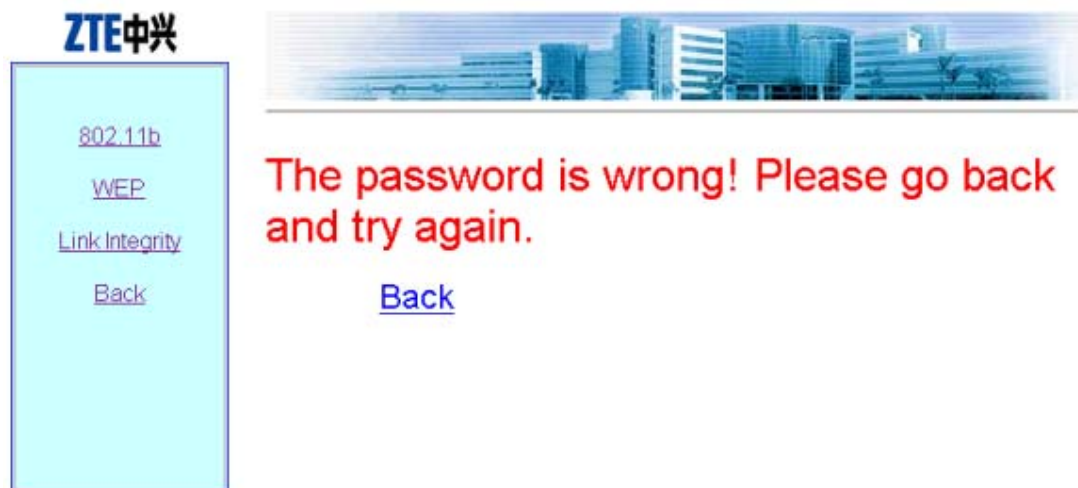 ZTE中兴
802.11b
WEP
Link Integrity
Back
The password is wrong! Please go back
and try again.
Back